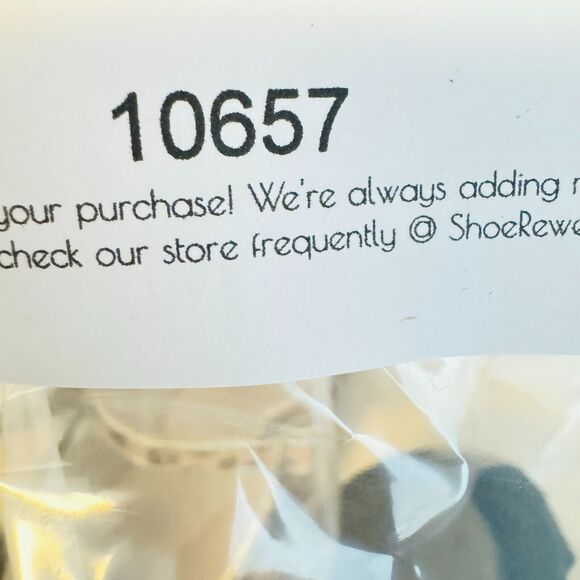 10657
your purchase! We're always adding
check our store frequently @ ShoeRewe